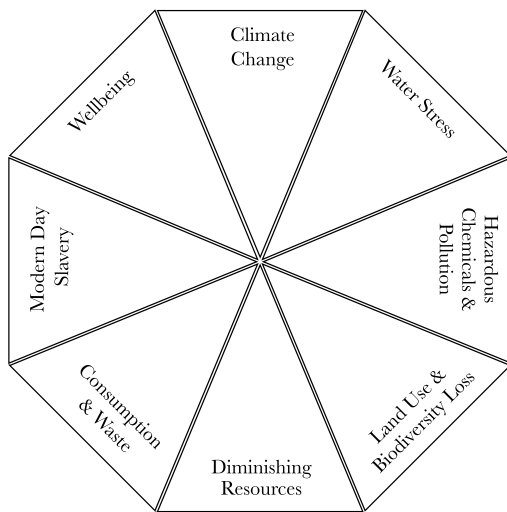 Climate
Change
Water Stress
Hazardous
Chemicals &
Pollution
Land Use &
Biodiversity Loss
Diminishing
Resources
Consumption
& Waste
Modern Day
Slavery
Wellbeing